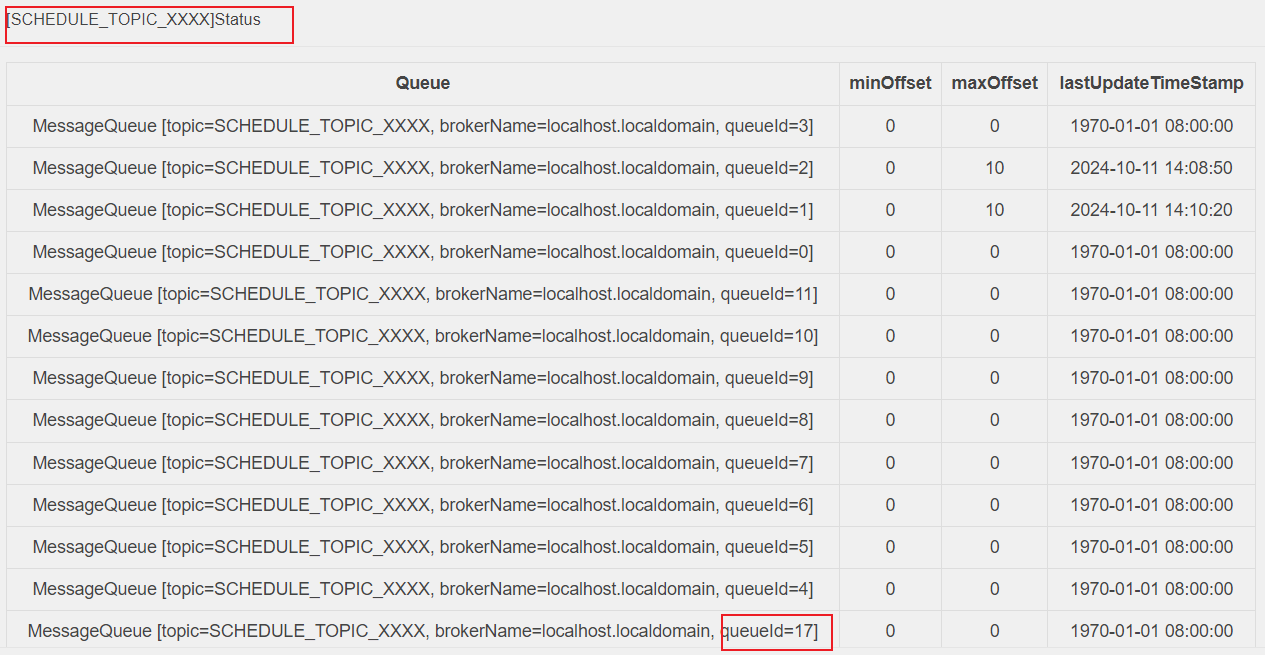 [SCHEDULE_TOPIC_XXXX]Status
Queue minOffset maxOffset lastUpdateTimeStamp
MessageQueue [topic=SCHEDULE_TOPIC_XXXX, brokerName=localhost.localdomain, queueId=3] 0 0 1970-01-01 08:00:00
MessageQueue [topic=SCHEDULE_TOPIC_XXXX, brokerName=localhost.localdomain, queueId=2] 0 10 2024-10-11 14:08:50
MessageQueue [topic=SCHEDULE_TOPIC_XXXX, brokerName=localhost.localdomain, queueId=1] 0 10 2024-10-11 14:10:20
MessageQueue [topic=SCHEDULE_TOPIC_XXXX, brokerName=localhost.localdomain, queueId=0] 0 0 1970-01-01 08:00:00
MessageQueue [topic=SCHEDULE_TOPIC_XXXX, brokerName=localhost.localdomain, queueId=11] 0 0 1970-01-01 08:00:00
MessageQueue [topic=SCHEDULE_TOPIC_XXXX, brokerName=localhost.localdomain, queueId=10] 0 0 1970-01-01 08:00:00
MessageQueue [topic=SCHEDULE_TOPIC_XXXX, brokerName=localhost.localdomain, queueId=9] 0 0 1970-01-01 08:00:00
MessageQueue [topic=SCHEDULE_TOPIC_XXXX, brokerName=localhost.localdomain, queueId=8] 0 0 1970-01-01 08:00:00
MessageQueue [topic=SCHEDULE_TOPIC_XXXX, brokerName=localhost.localdomain, queueId=7] 0 0 1970-01-01 08:00:00
MessageQueue [topic=SCHEDULE_TOPIC_XXXX, brokerName=localhost.localdomain, queueId=6] 0 0 1970-01-01 08:00:00
MessageQueue [topic=SCHEDULE_TOPIC_XXXX, brokerName=localhost.localdomain, queueId=5] 0 0 1970-01-01 08:00:00
MessageQueue [topic=SCHEDULE_TOPIC_XXXX, brokerName=localhost.localdomain, queueId=4] 0 0 1970-01-01 08:00:00
MessageQueue [topic=SCHEDULE_TOPIC_XXXX, brokerName=localhost.localdomain, queueId=17] 0 0 1970-01-01 08:00:00